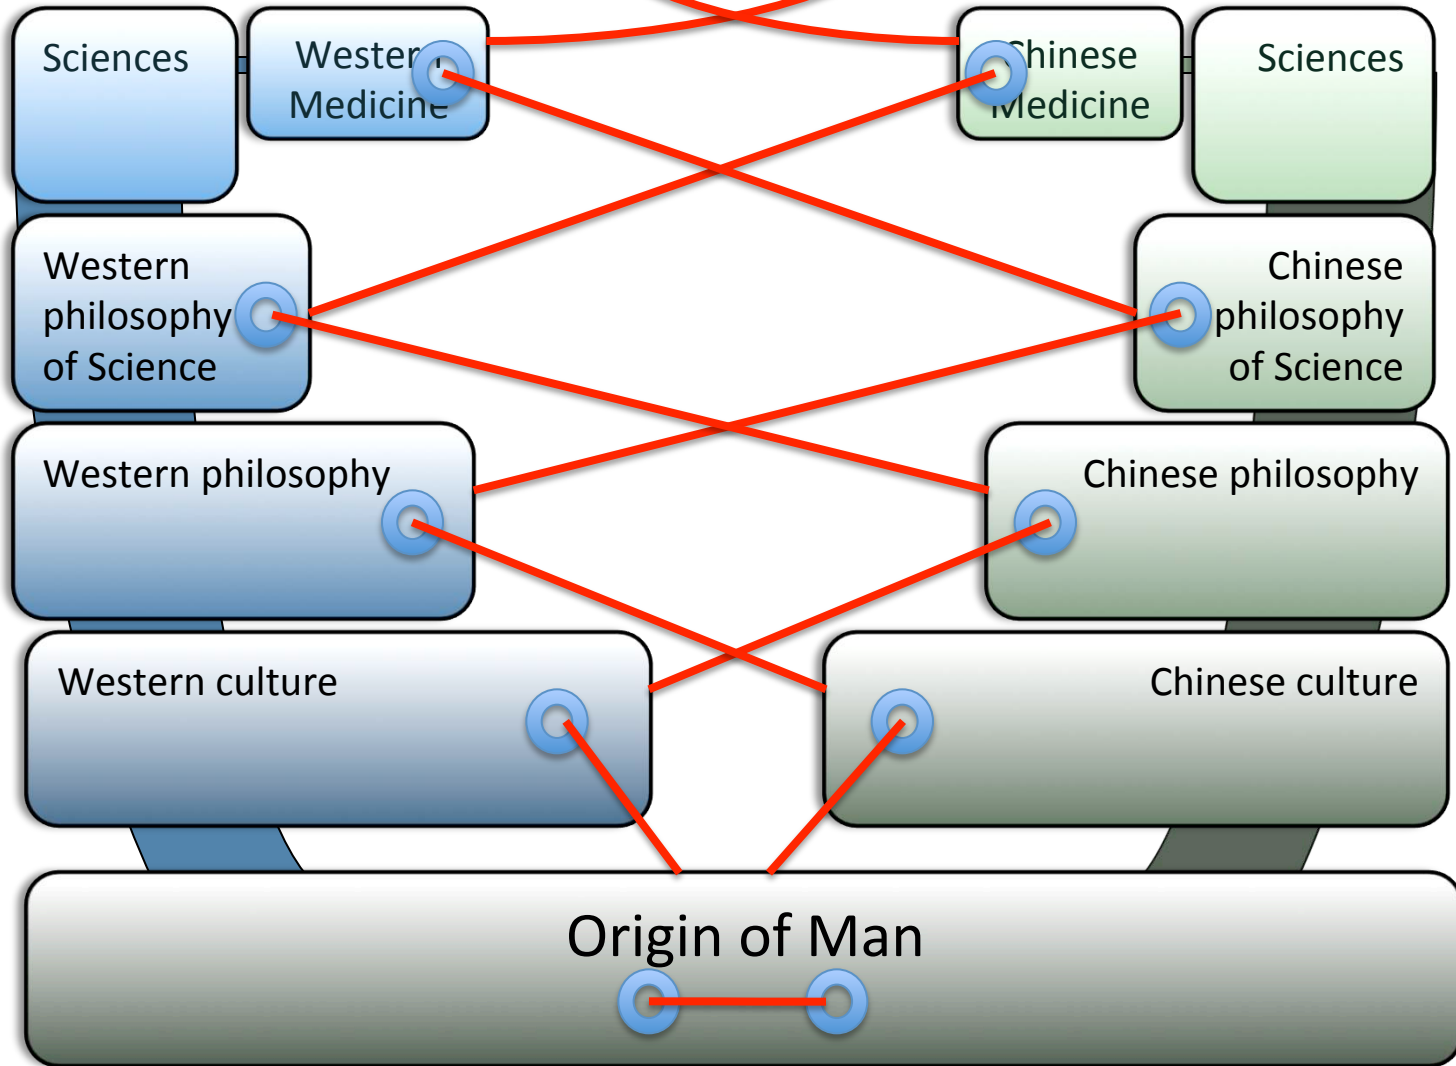 Sciences
Western
Medicine
Chinese
Medicine
Sciences
Western
philosophy
of Science
Chinese
philosophy
of Science
Western philosophy
Chinese philosophy
Western culture
Chinese culture
Origin of Man